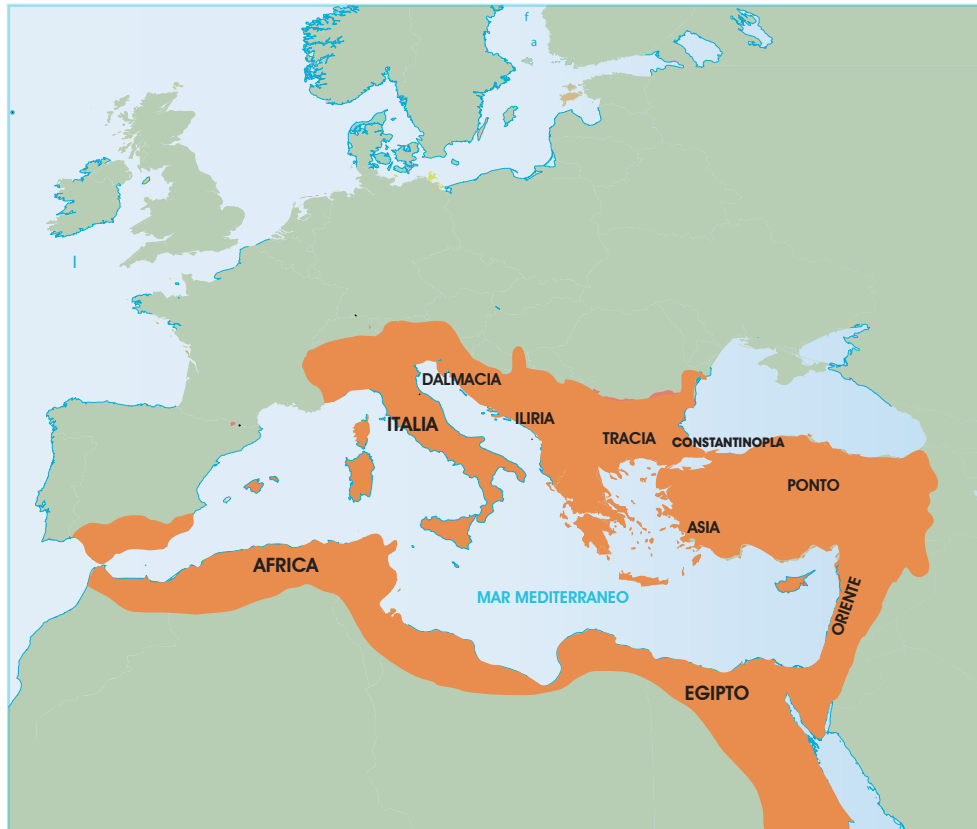 f
a
l
DALMACIA
ITALIA
ILIRIA
TRACIA
CONSTANTINOPLA
PONTO
ASIA
AFRICA
MAR MEDITERRANEO
ORIENTE
EGIPTO